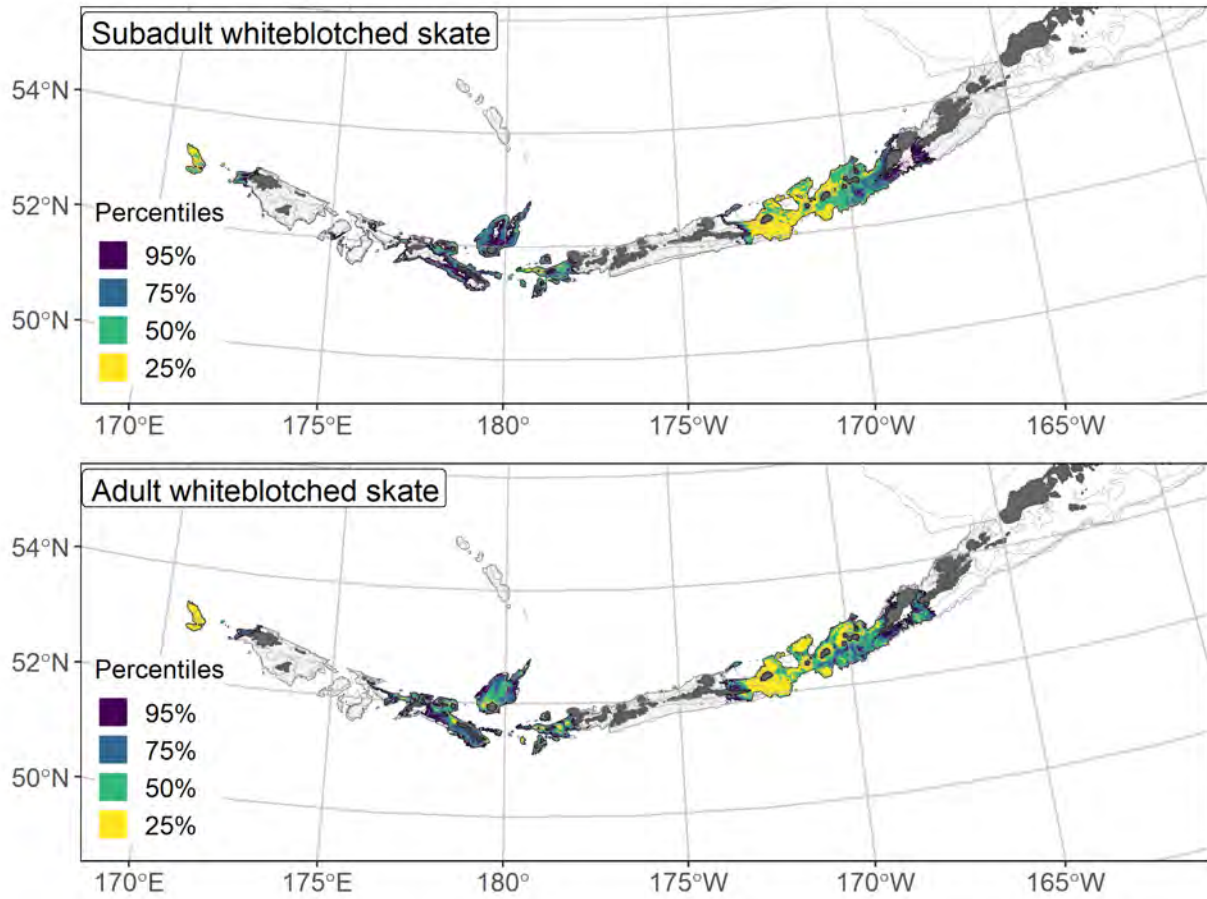 Subadult whiteblotched skate
54°N
52°N
50°N
Percentiles
95%
75%
50%
25%
170°E
175°E
180°
175°W
170°W
165°W
Adult whiteblotched skate
54°N
52°N
50°N
Percentiles
95%
75%
50%
25%
170°E
175°E
180°
175°W
170°W
165°W